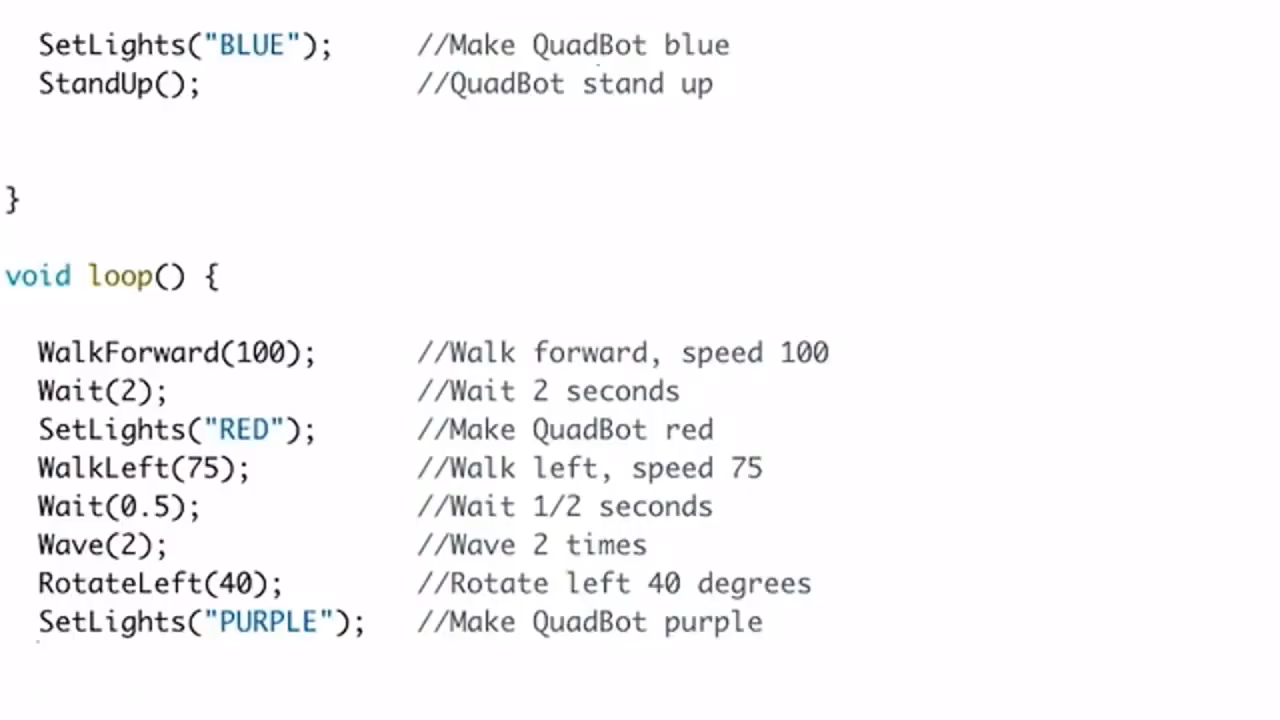 SetLights("BLUE"); //Make QuadBot blue
StandUp(); //QuadBot stand up
}
void loop() {
WalkForward(100); //Walk forward, speed 100
Wait(2); //Wait 2 seconds
SetLights("RED"); //Make QuadBot red
WalkLeft(75); //Walk left, speed 75
Wait(0.5); //Wait 1/2 seconds
Wave(2); //Wave 2 times
RotateLeft(40); //Rotate left 40 degrees
SetLights("PURPLE"); //Make QuadBot purple